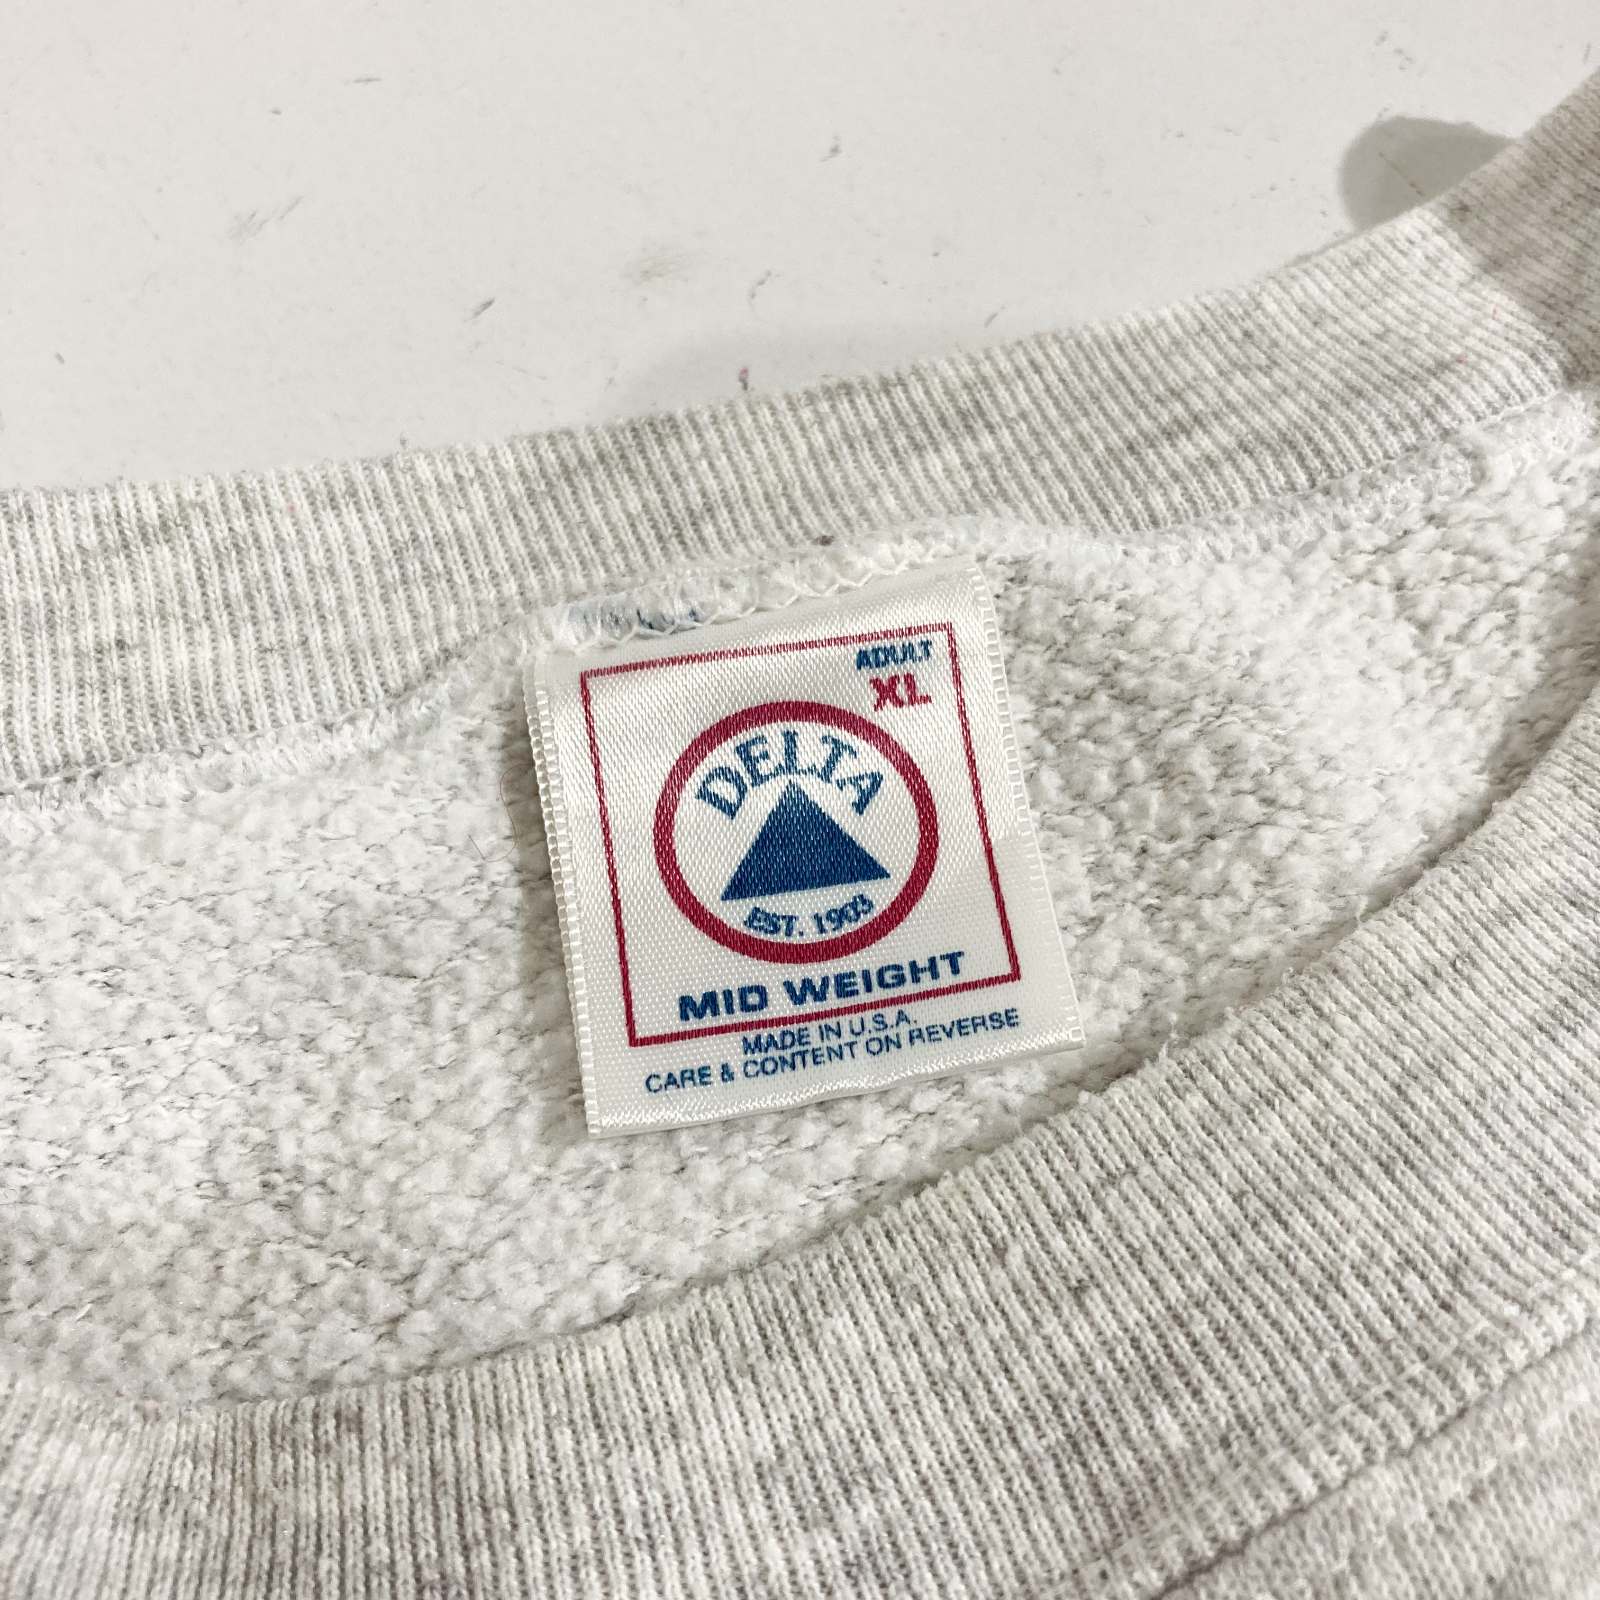 ADULT
XL
DELTA
EST. 1903
MID WEIGHT
MADE IN U.S.A.
CARE & CONTENT ON REVERSE